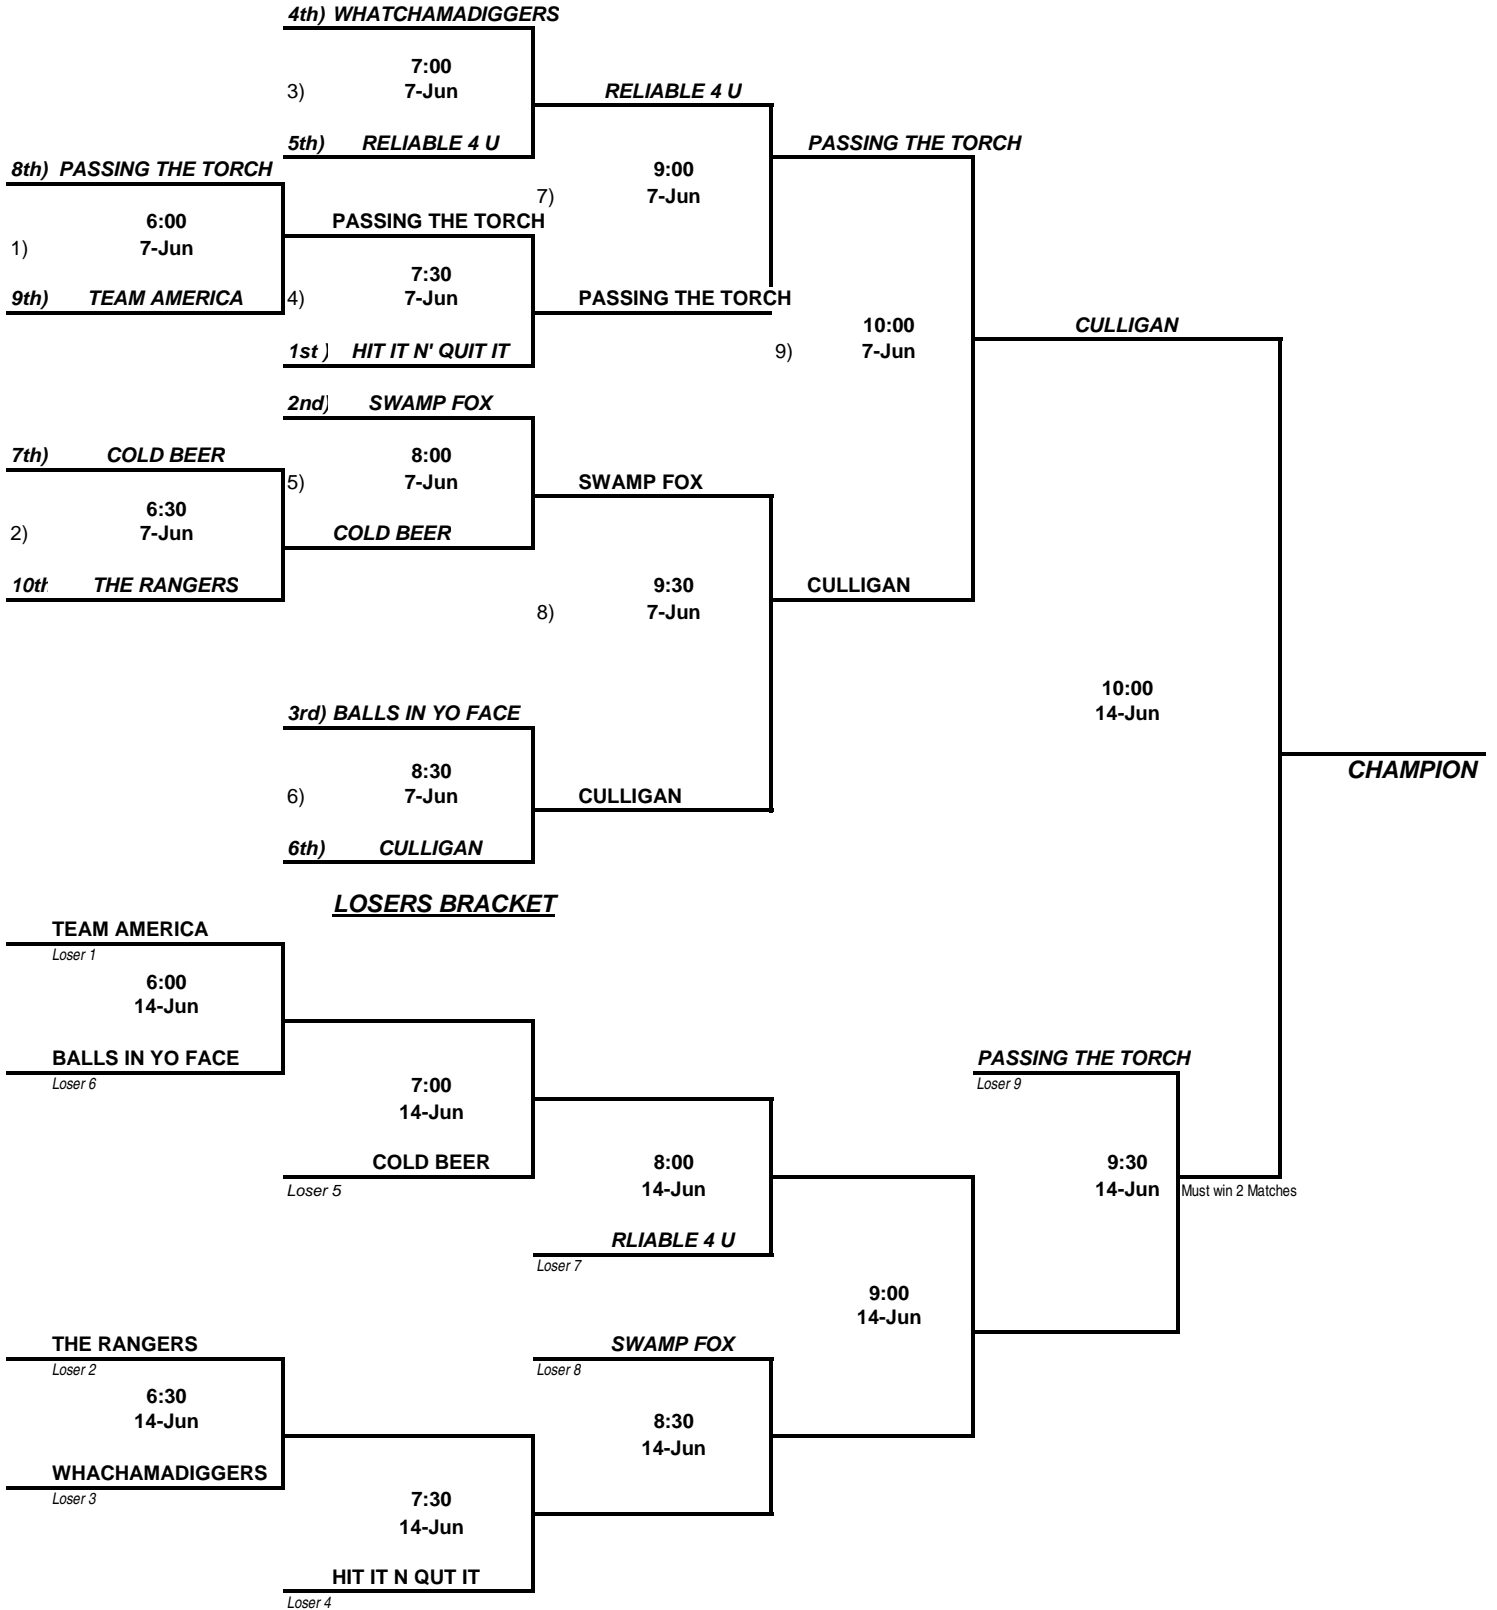 4th) WHATCHAMADIGGERS
7:00
3) 7-Jun RELIABLE 4 U
5th) RELIABLE 4 U PASSING THE TORCH
8th) PASSING THE TORCH 9:00
7) 7-Jun
6:00 PASSING THE TORCH
1) 7-Jun
7:30
9th) TEAM AMERICA 4) 7-Jun PASSING THE TORCH
10:00 CULLIGAN
1st ) HIT IT N' QUIT IT 9) 7-Jun
2nd) SWAMP FOX
7th) COLD BEER 8:00
5) 7-Jun SWAMP FOX
6:30
2) 7-Jun COLD BEER
10th THE RANGERS 9:30 CULLIGAN
8) 7-Jun
10:00
3rd) BALLS IN YO FACE 14-Jun
8:30 CHAMPION
6) 7-Jun CULLIGAN
6th) CULLIGAN
LOSERS BRACKET
TEAM AMERICA
Loser 1
6:00
14-Jun
BALLS IN YO FACE PASSING THE TORCH
Loser 6 7:00 Loser 9
14-Jun
COLD BEER 8:00 9:30
Loser 5 14-Jun 14-Jun Must win 2 Matches
RLIABLE 4 U
Loser 7
9:00
14-Jun
THE RANGERS SWAMP FOX
Loser 2 Loser 8
6:30
14-Jun 8:30
14-Jun
WHACHAMADIGGERS
Loser 3 7:30
14-Jun
HIT IT N QUT IT
Loser 4